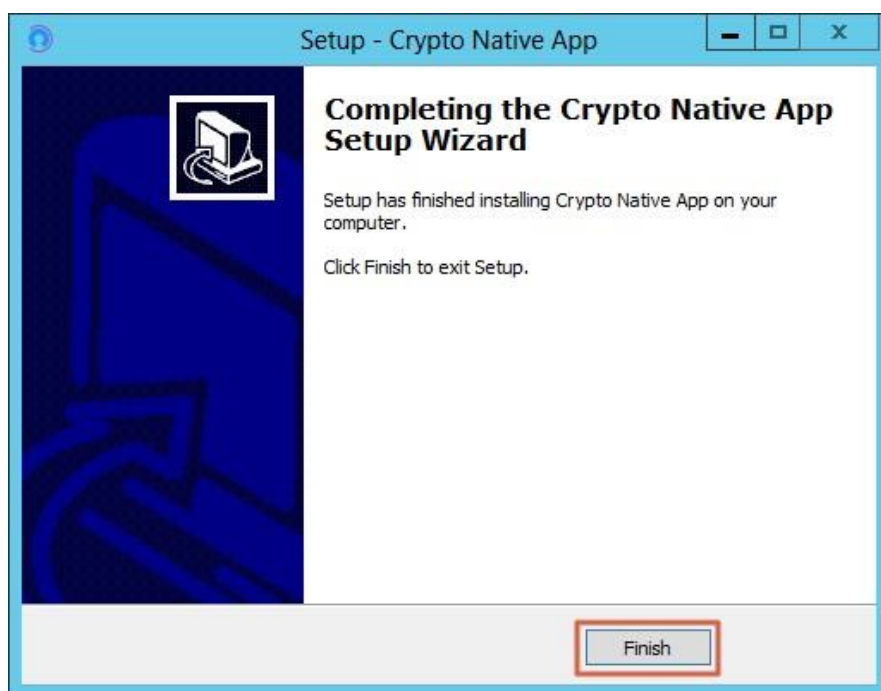 Setup - Crypto Native App
Completing the Crypto Native App
Setup Wizard
Setup has finished installing Crypto Native App on your
computer.
Click Finish to exit Setup.
Finish